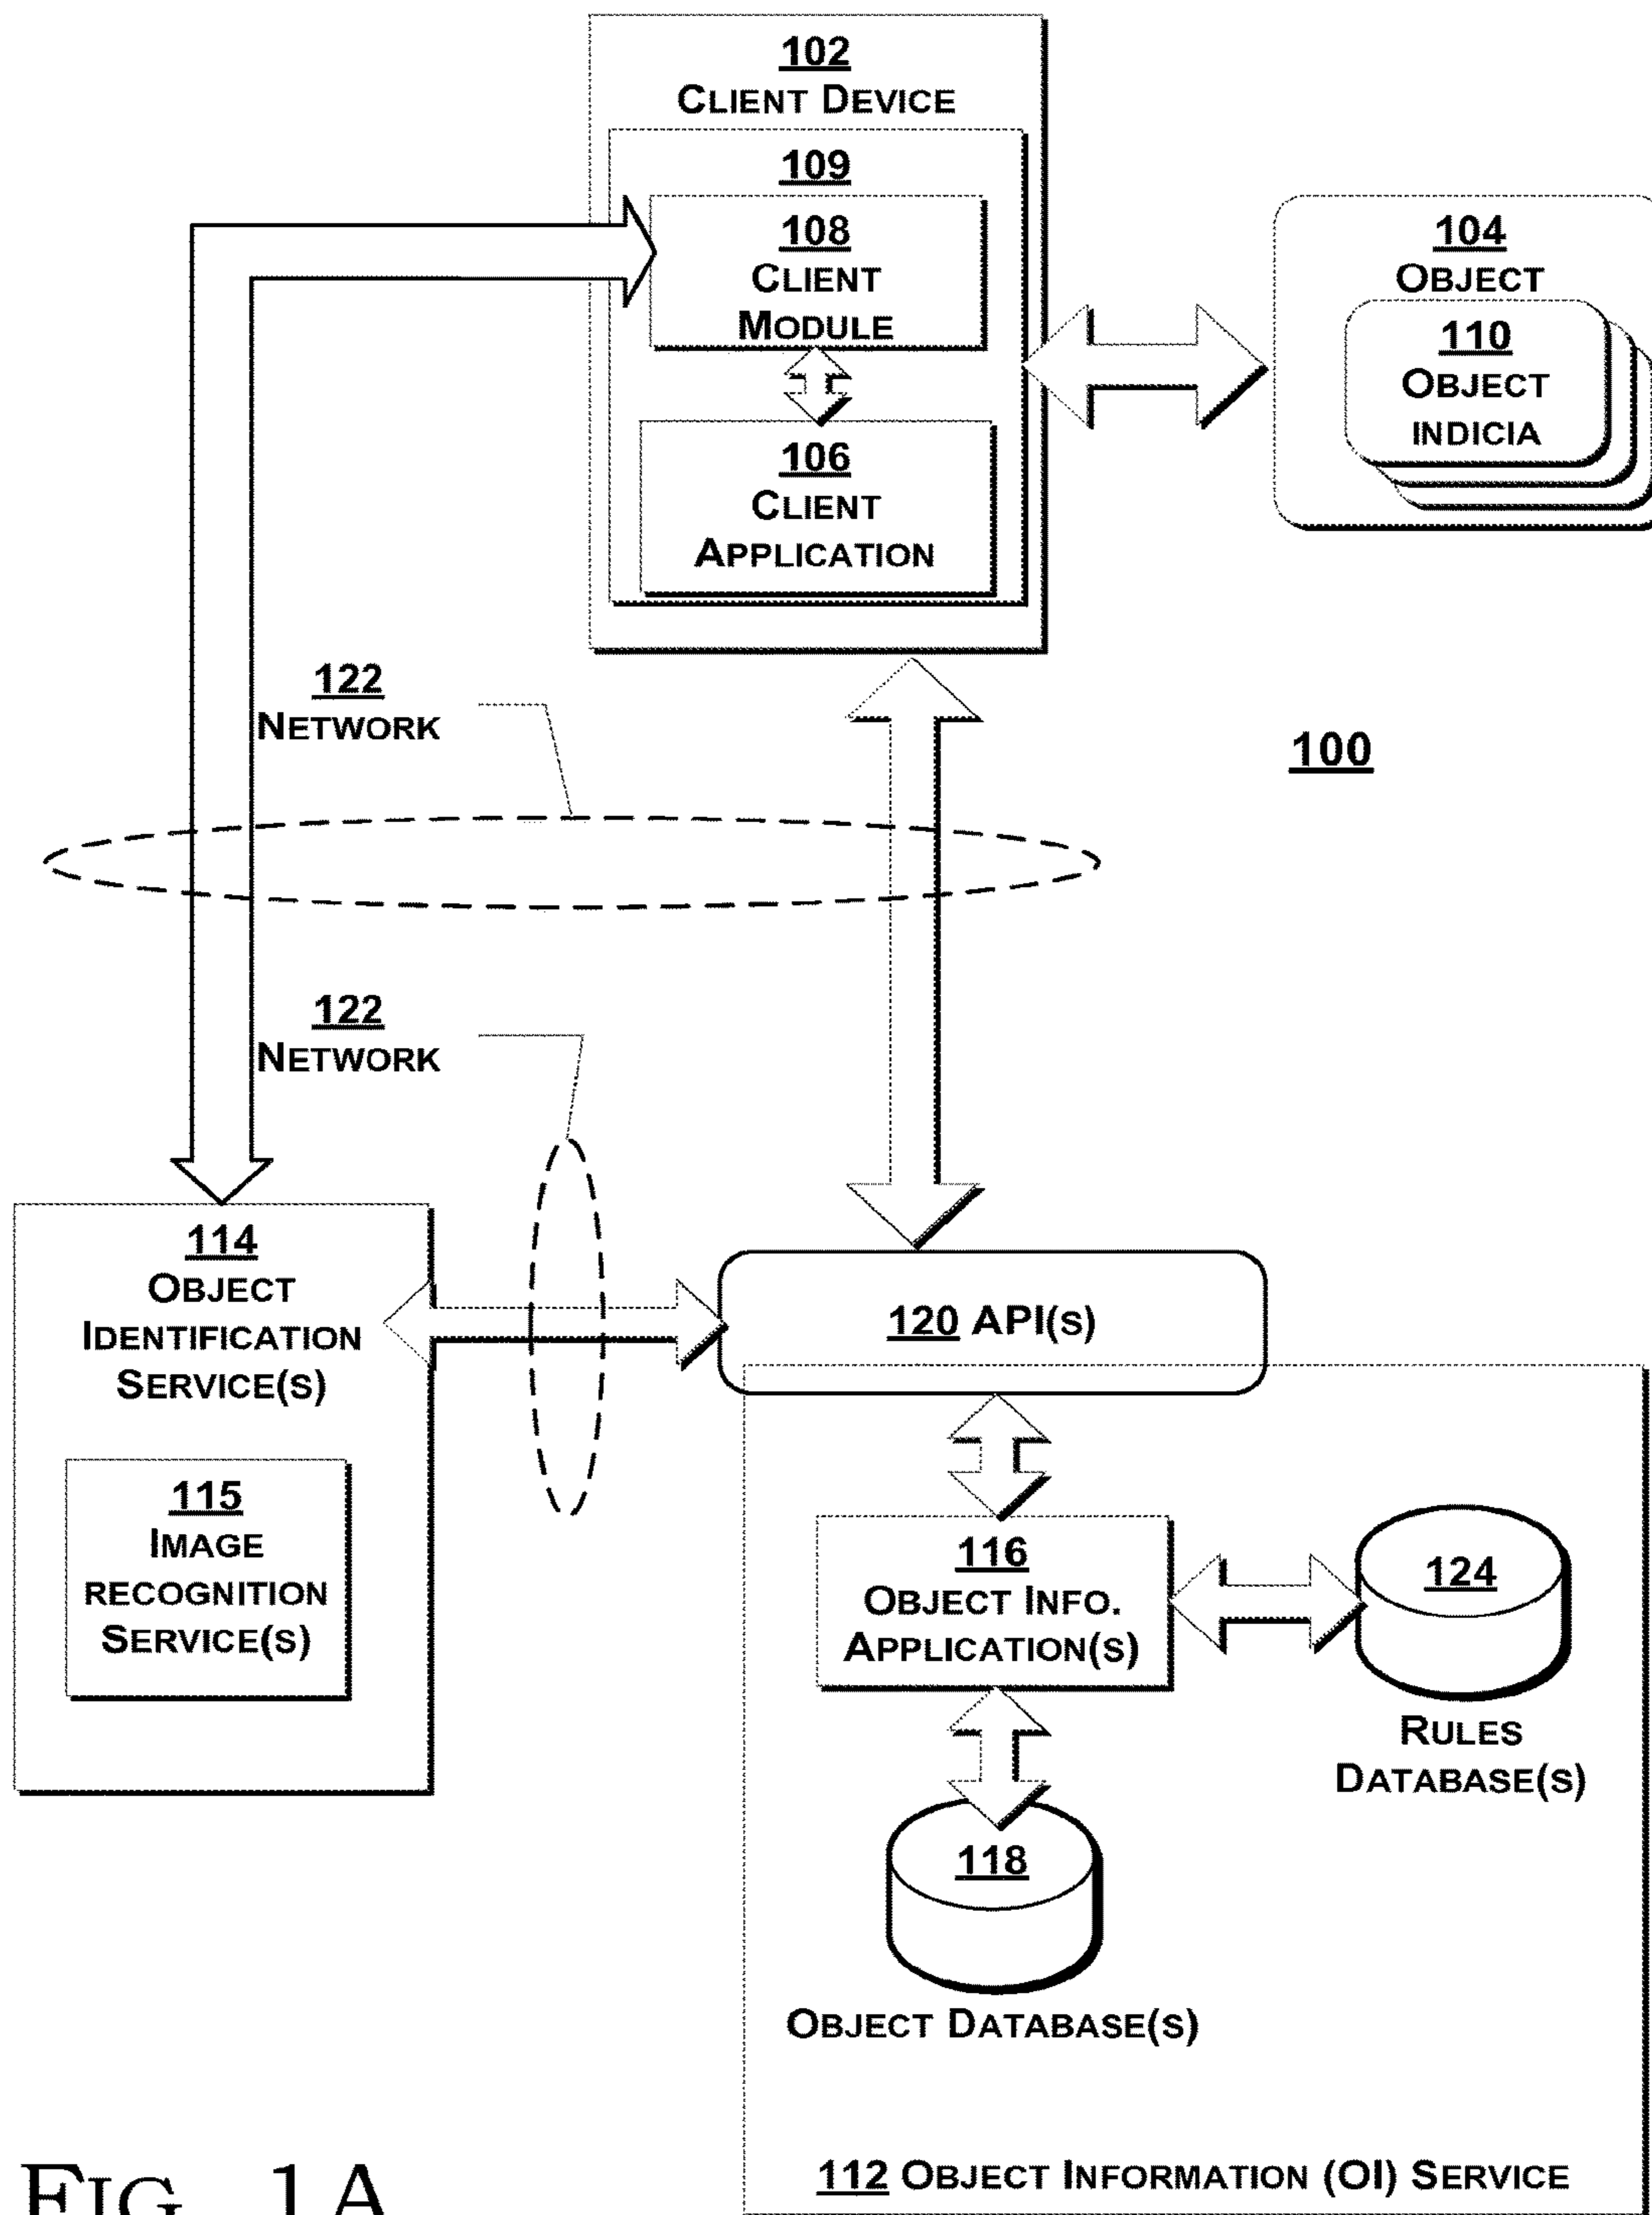 102
CLIENT DEVICE
109
108
CLIENT
MODULE
106
CLIENT
APPLICATION
104
OBJECT
110
OBJECT
INDICIA
122
NETWORK
100
122
NETWORK
114
OBJECT
IDENTIFICATION
SERVICE(S)
115
IMAGE
RECOGNITION
SERVICE(S)
120 API(S)
116
OBJECT INFO.
APPLICATION(S)
124
RULES
DATABASE(S)
118
OBJECT DATABASE(S)
112 OBJECT INFORMATION (OI) SERVICE
FIG. 1A